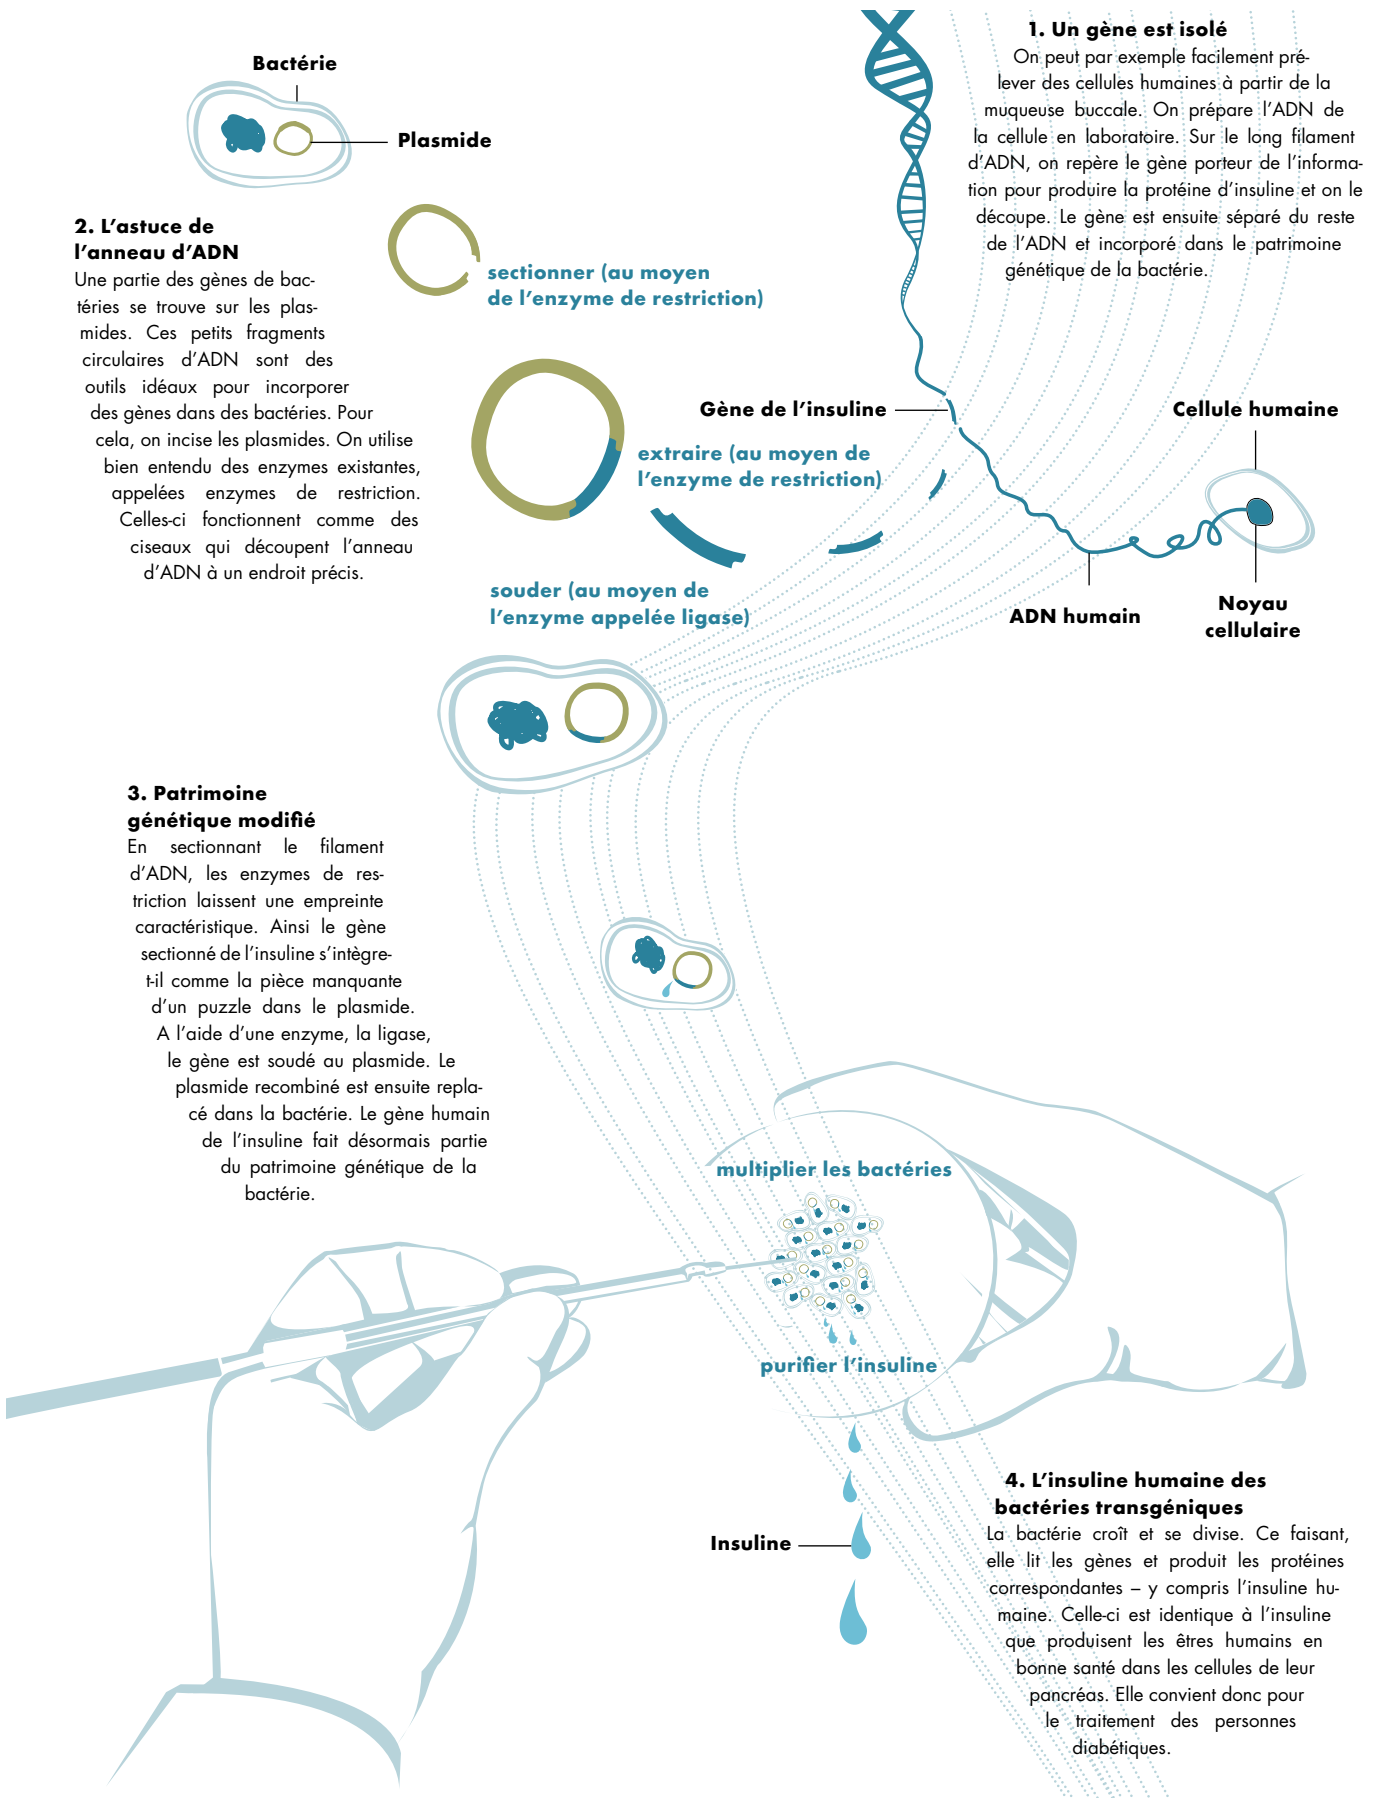 Bactérie
Plasmide
1. Un gène est isolé
On peut par exemple facilement pré-
lever des cellules humaines à partir de la
muqueuse buccale. On prépare l'ADN de
la cellule en laboratoire. Sur le long filament
d'ADN, on repère le gène porteur de l'informa-
tion pour produire la protéine d'insuline et on le
découpe. Le gène est ensuite séparé du reste
de l'ADN et incorporé dans le patrimoine
génétique de la bactérie.
2. L'astuce de
l'anneau d'ADN
Une partie des gènes de bac-
téries se trouve sur les plas-
mides. Ces petits fragments
circulaires d'ADN sont des
outils idéaux pour incorporer
des gènes dans des bactéries. Pour
cela, on incise les plasmides. On utilise
bien entendu des enzymes existantes,
appelées enzymes de restriction.
Celles-ci fonctionnent comme des
ciseaux qui découpent l'anneau
d'ADN à un endroit précis.
sectionner (au moyen
de l'enzyme de restriction)
Gène de l'insuline
Cellule humaine
extraire (au moyen de
l'enzyme de restriction)
souder (au moyen de
l'enzyme appelée ligase)
ADN humain
Noyau
cellulaire
3. Patrimoine
génétique modifié
En sectionnant le filament
d'ADN, les enzymes de res-
triction laissent une empreinte
caractéristique. Ainsi le gène
sectionné de l'insuline s'intègre-
t-il comme la pièce manquante
d'un puzzle dans le plasmide.
A l'aide d'une enzyme, la ligase,
le gène est soudé au plasmide. Le
plasmide recombiné est ensuite repla-
cé dans la bactérie. Le gène humain
de l'insuline fait désormais partie
du patrimoine génétique de la
bactérie.
multiplier les bactéries
purifier l'insuline
Insuline
4. L'insuline humaine des
bactéries transgéniques
La bactérie croît et se divise. Ce faisant,
elle lit les gènes et produit les protéines
correspondantes – y compris l'insuline hu-
maine. Celle-ci est identique à l'insuline
que produisent les êtres humains en
bonne santé dans les cellules de leur
pancréas. Elle convient donc pour
le traitement des personnes
diabétiques.